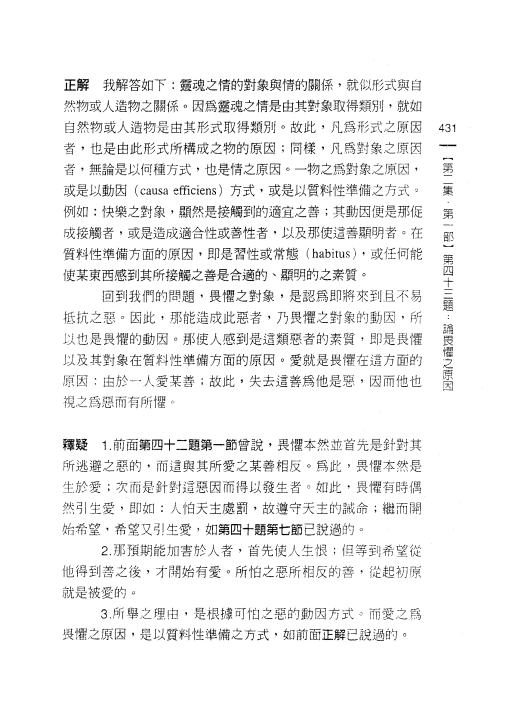 正解　我解答如下：靈魂之情的對象與情的關係，就似形式與自
然物或人造物之關係。因爲靈魂之情是由其對象取得類別，就如
自然物或人造物是由其形式取得類別。故此，凡爲形式之原因
者，也是由此形式所構成之物的原因；同樣，凡爲對象之原因
者，無論是以何種方式，也是情之原因。一物之爲對象之原因，
或是以動因（causa efficiens）方式，或是以質料性準備之方式。
例如：快樂之對象，顯然是接觸到的適宜之善；其動因便是那促
成接觸者，或是造成適合性或善性者，以及那使這善顯明者。在
質料性準備方面的原因，即是習性或常態（habitus），或任何能
使某東西感到其所接觸之善是合適的、顯明的之素質。
回到我們的問題，畏懼之對象，是認爲即將來到且不易
抵抗之惡。因此，那能造成此惡者，乃畏懼之對象的動因，所
以也是畏懼的動因。那使人感到是這類惡者的素質，即是畏懼
以及其對象在質料性準備方面的原因。愛就是畏懼在這方面的
原因：由於一人愛某善；故此，失去這善爲他是惡，因而他也
視之爲惡而有所懼。
釋疑　1.前面第四十二題第一節曾說，畏懼本然並首先是針對其
所逃避之惡的，而這與其所愛之某善相反。爲此，畏懼本然是
生於愛；次而是針對這惡因而得以發生者。如此，畏懼有時偶
然引生愛，即如：人怕天主處罰，故遵守天主的誡命；繼而開
始希望，希望又引生愛，如第四十題第七節已說過的。
2.那預期能加害於人者，首先使人生恨；但等到希望從
他得到善之後，才開始有愛。所怕之惡所相反的善，從起初原
就是被愛的。
3.所舉之理由，是根據可怕之惡的動因方式。而愛之爲
畏懼之原因，是以質料性準備之方式，如前面正解已說過的。
431
【第二集．第一部】第四十三題：論畏懼之原因